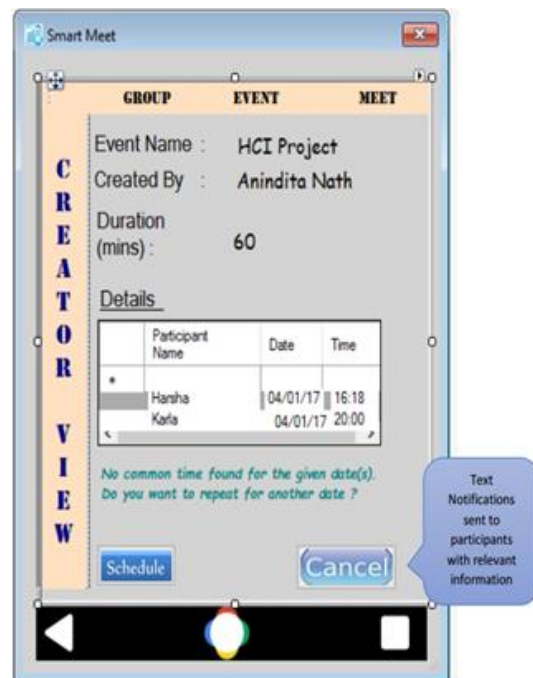 Smart Meet
GROUP EVENT MEET
CREATOR VIEW
Event Name : HCI Project
Created By : Anindita Nath
Duration
(mins) : 60
Details
Participant
Name Date Time
*
Harsha 04/01/17 16:18
Karla 04/01/17 20:00
No common time found for the given date(s).
Do you want to repeat for another date ?
Schedule Cancel
Text
Notifications
sent to
participants
with relevant
information